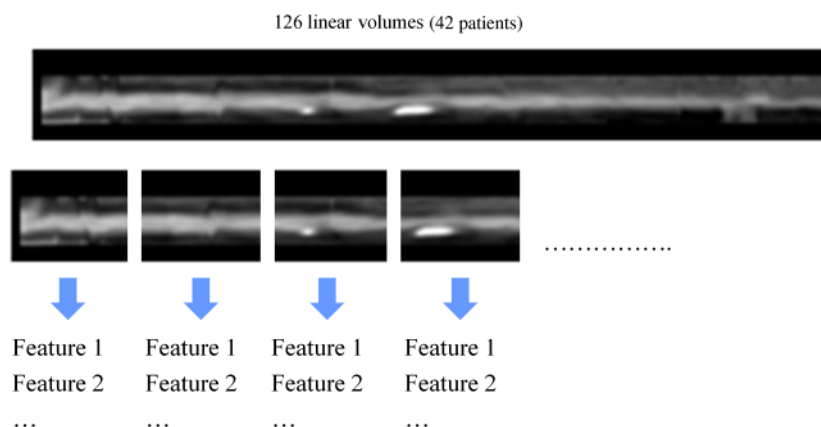 126 linear volumes (42 patients)
................
Feature 1 Feature 1 Feature 1 Feature 1
Feature 2 Feature 2 Feature 2 Feature 2
... ... ... ...